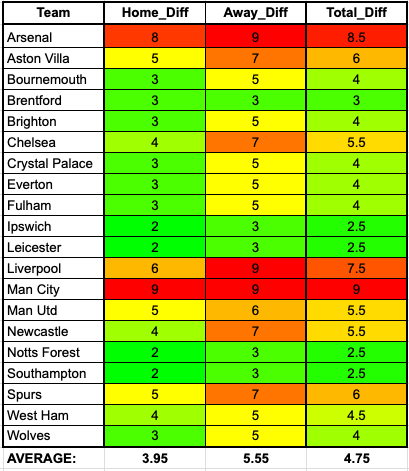 Team Home_Diff Away_Diff Total_Diff
Arsenal 8 9 8.5
Aston Villa 5 7 6
Bournemouth 3 5 4
Brentford 3 3 3
Brighton 3 5 4
Chelsea 4 7 5.5
Crystal Palace 3 5 4
Everton 3 5 4
Fulham 3 5 4
Ipswich 2 3 2.5
Leicester 2 3 2.5
Liverpool 6 9 7.5
Man City 9 9 9
Man Utd 5 6 5.5
Newcastle 4 7 5.5
Notts Forest 2 3 2.5
Southampton 2 3 2.5
Spurs 5 7 6
West Ham 4 5 4.5
Wolves 3 5 4
AVERAGE: 3.95 5.55 4.75